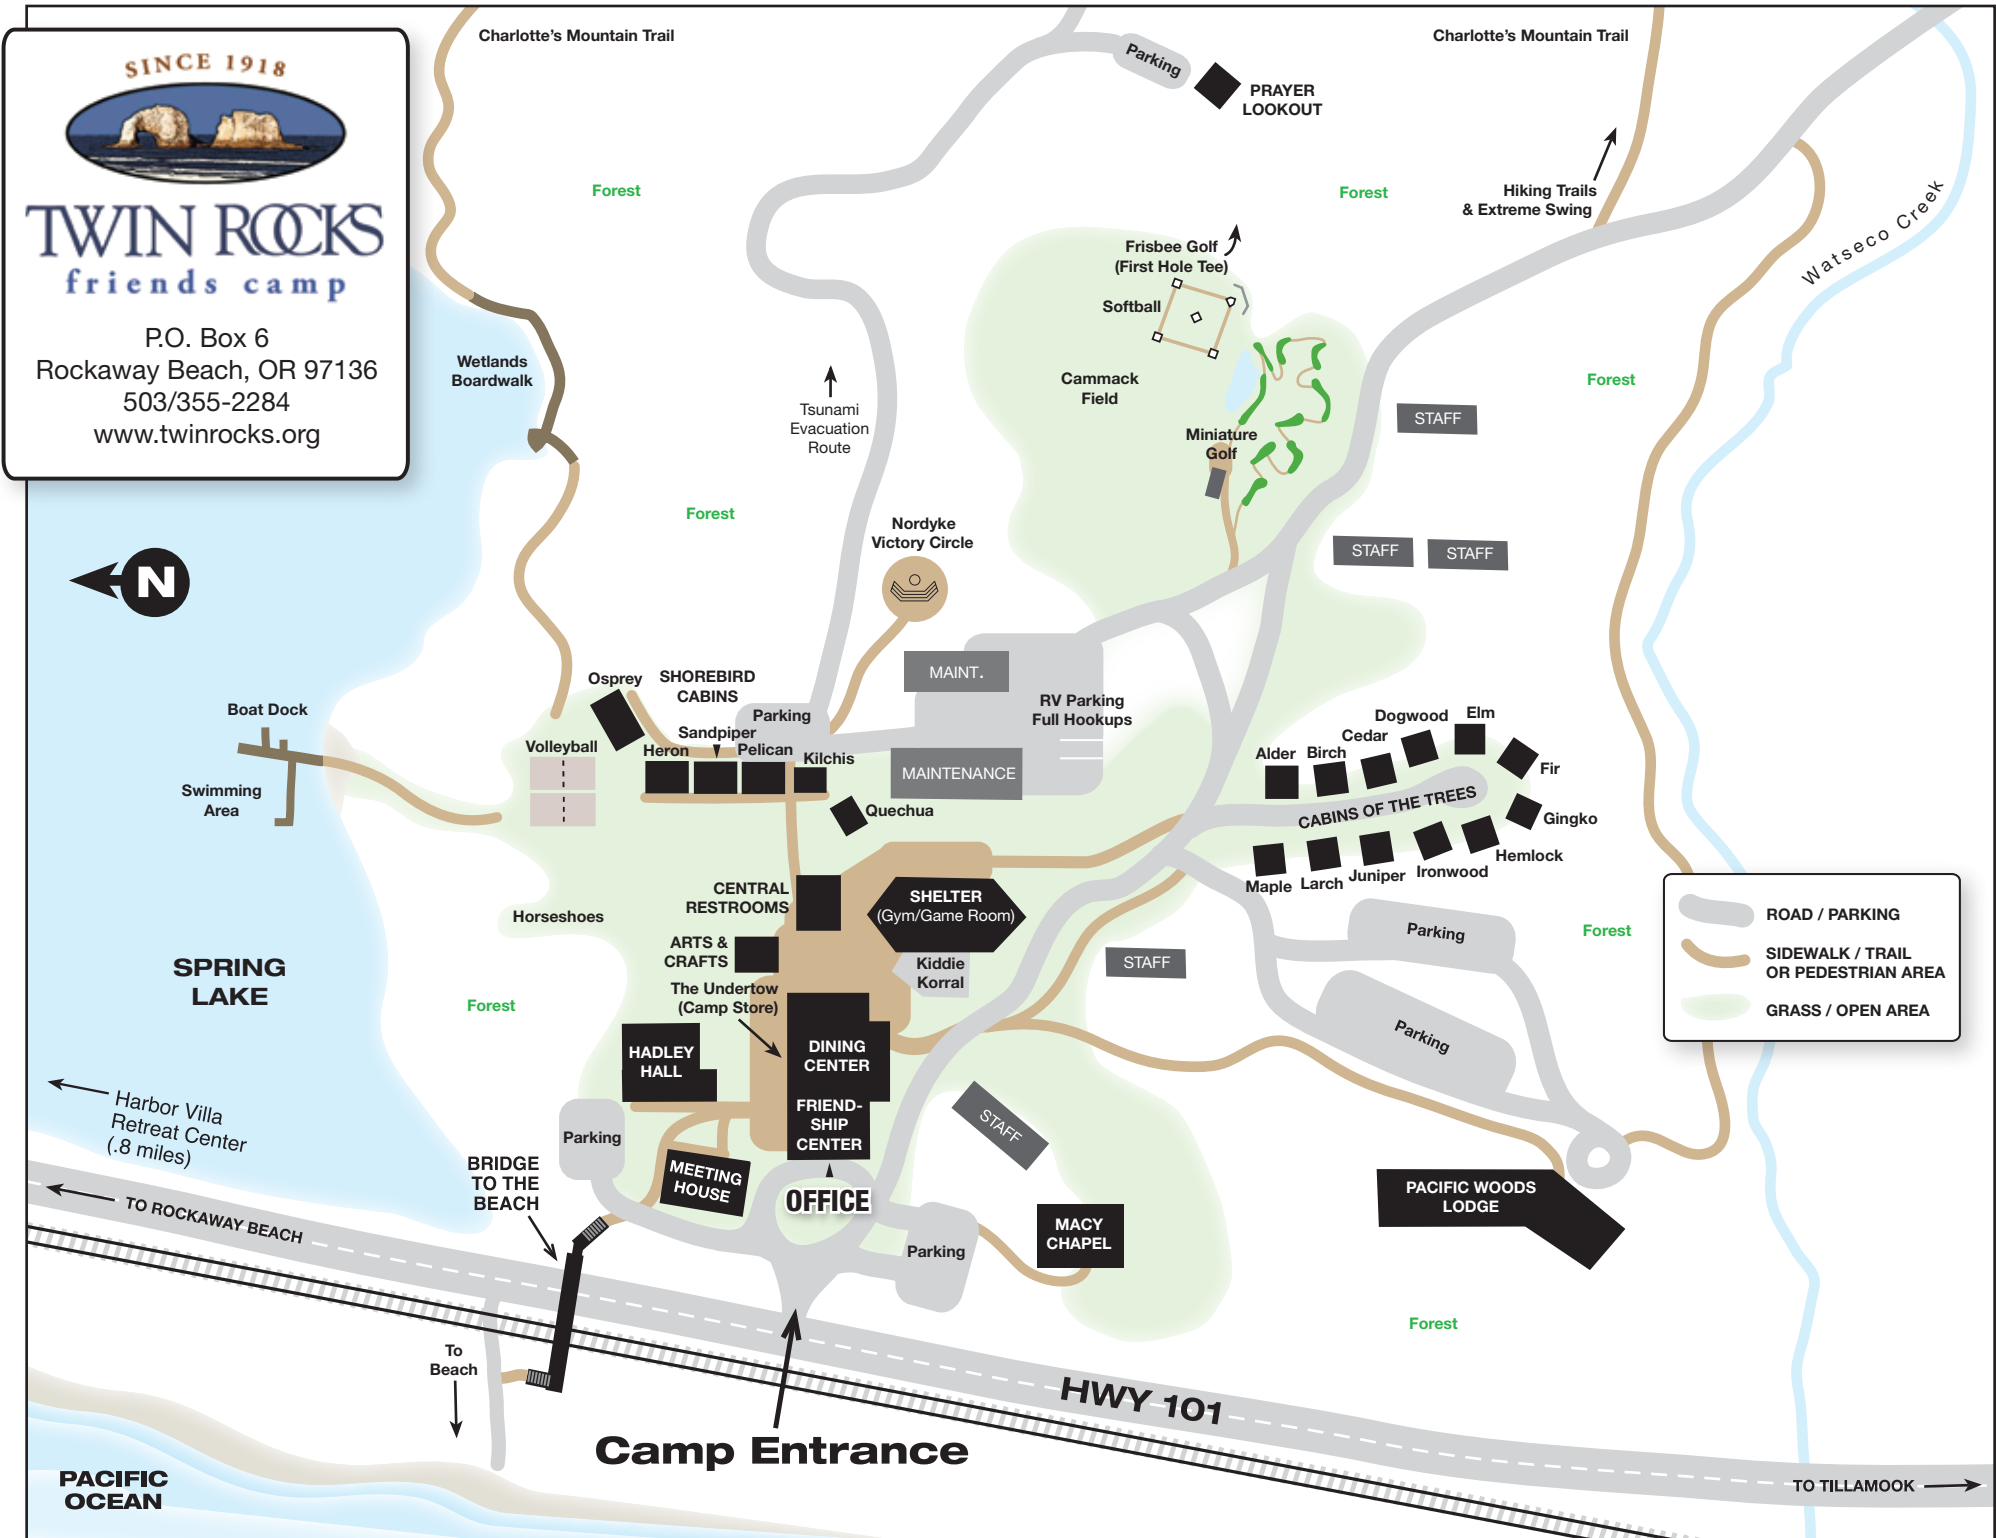 SINCE 1918
TWIN ROCKS
friends camp
P.O. Box 6
Rockaway Beach, OR 97136
503/355-2284
www.twinrocks.org
Charlotte's Mountain Trail
Parking
PRAYER
LOOKOUT
Charlotte's Mountain Trail
Forest
Forest
Hiking Trails
& Extreme Swing
Watseco Creek
Frisbee Golf
(First Hole Tee)
Softball
Cammack
Field
Miniature
Golf
Wetlands
Boardwalk
Tsunami
Evacuation
Route
Forest
STAFF
Forest
Nordyke
Victory Circle
STAFF
STAFF
N
Osprey
SHOREBIRD
CABINS
Parking
Sandpiper
Heron
Pelican
Kilchis
Quechua
MAINT.
RV Parking
Full Hookups
MAINTENANCE
Boat Dock
Swimming
Area
Volleyball
Alder
Birch
Cedar
Dogwood
Elm
Fir
Gingko
CABINS OF THE TREES
Hemlock
Ironwood
Juniper
Larch
Maple
CENTRAL
RESTROOMS
SHELTER
(Gym/Game Room)
Horseshoes
ARTS &
CRAFTS
Kiddie
Korral
STAFF
Parking
Forest
ROAD / PARKING
SIDEWALK / TRAIL
OR PEDESTRIAN AREA
GRASS / OPEN AREA
SPRING
LAKE
Forest
The Undertow
(Camp Store)
HADLEY
HALL
DINING
CENTER
Parking
FRIEND-
SHIP
CENTER
STAFF
Harbor Villa
Retreat Center
(.8 miles)
Parking
BRIDGE
TO THE
BEACH
MEETING
HOUSE
OFFICE
Parking
MACY
CHAPEL
PACIFIC WOODS
LODGE
TO ROCKAWAY BEACH
To
Beach
Forest
HWY 101
Camp Entrance
PACIFIC
OCEAN
TO TILLAMOOK